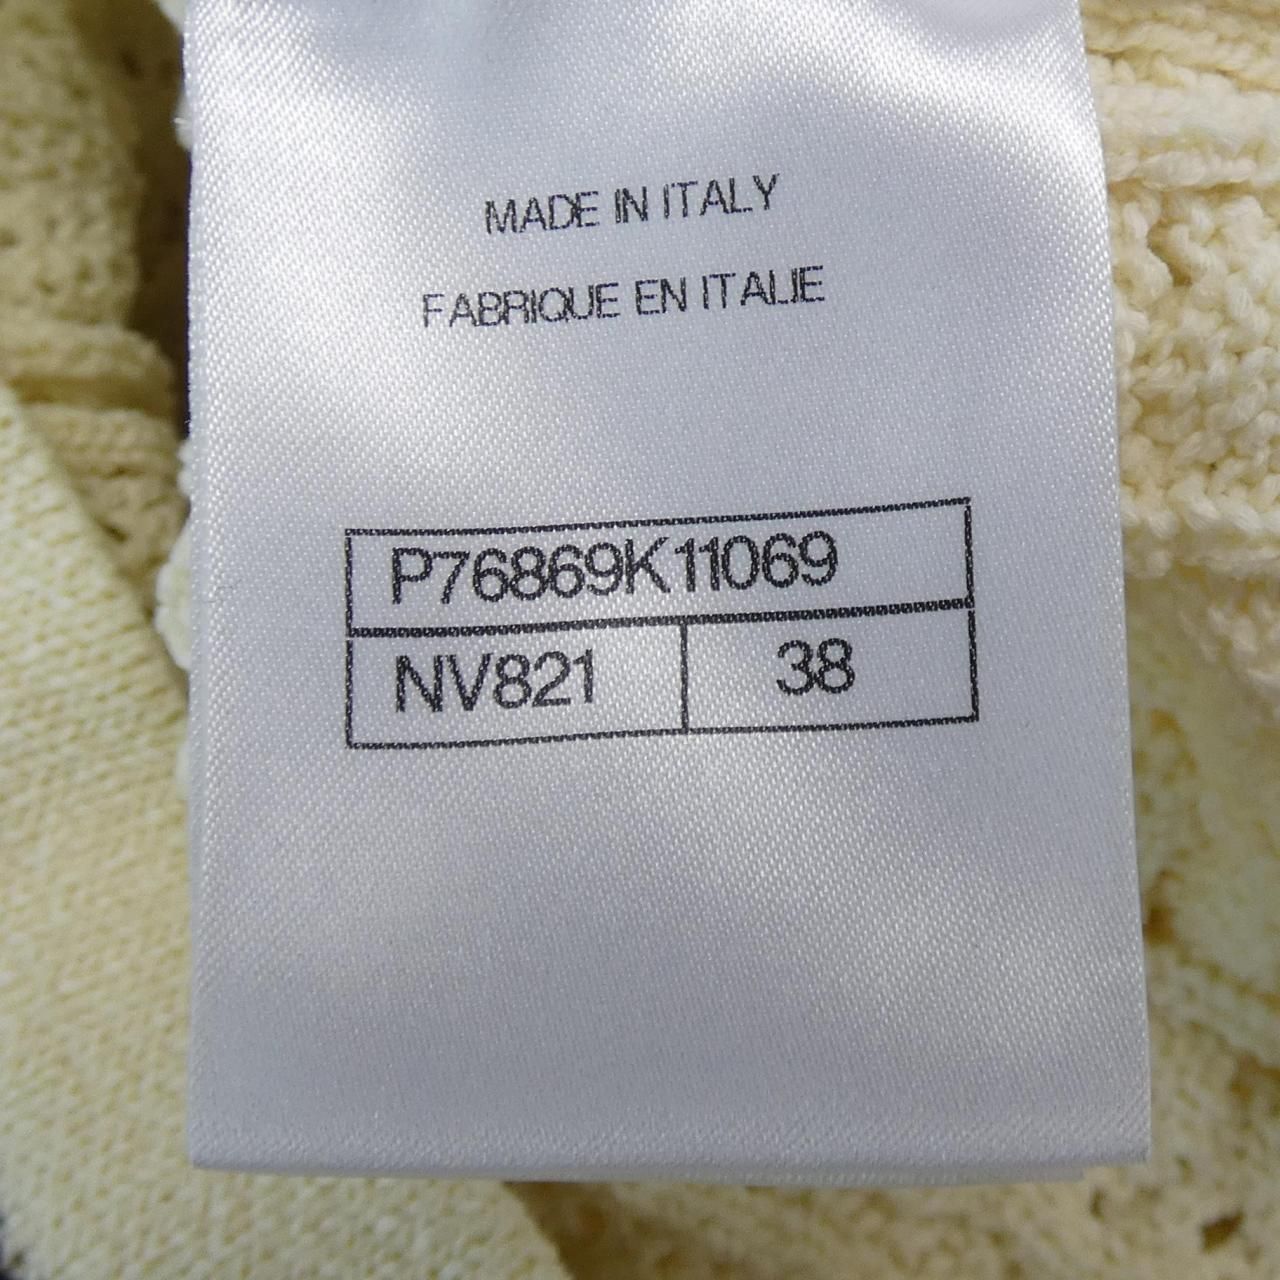 MADE IN ITALY
FABRIQUE EN ITALIE
P76869K11069
NV821 38